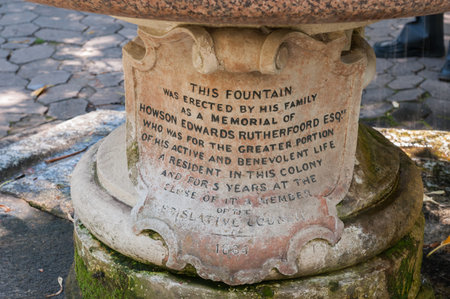 THIS FOUNTAIN
WAS ERECTED BY HIS FAMILY
AS A MEMORIAL OF
HOWSON EDWARDS RUTHERFOORD ESQRE
WHO WAS FOR THE GREATER PORTION
OF HIS ACTIVE AND BENEVOLENT LIFE
A RESIDENT IN THIS COLONY
AND FOR 5 YEARS AT THE
CLOSE OF IT A MEMBER
OF THE
LEGISLATIVE